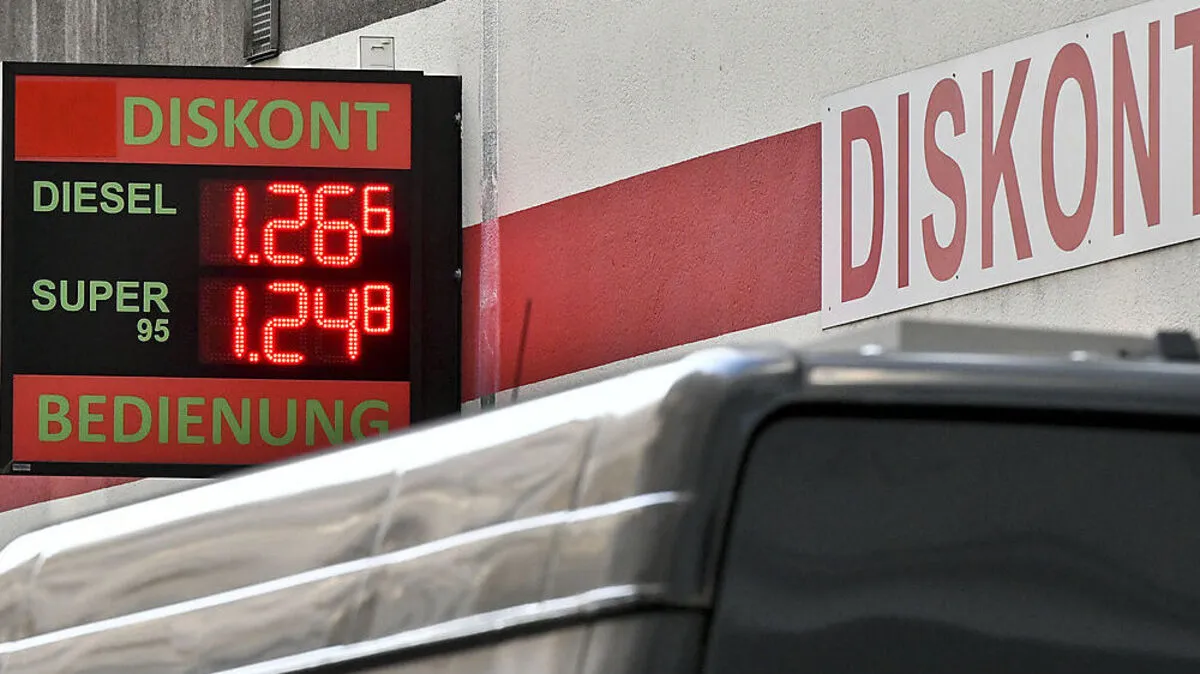 DISKONT
DIESEL 1.266
SUPER 1.248
95
BEDIENUNG
DISKONT